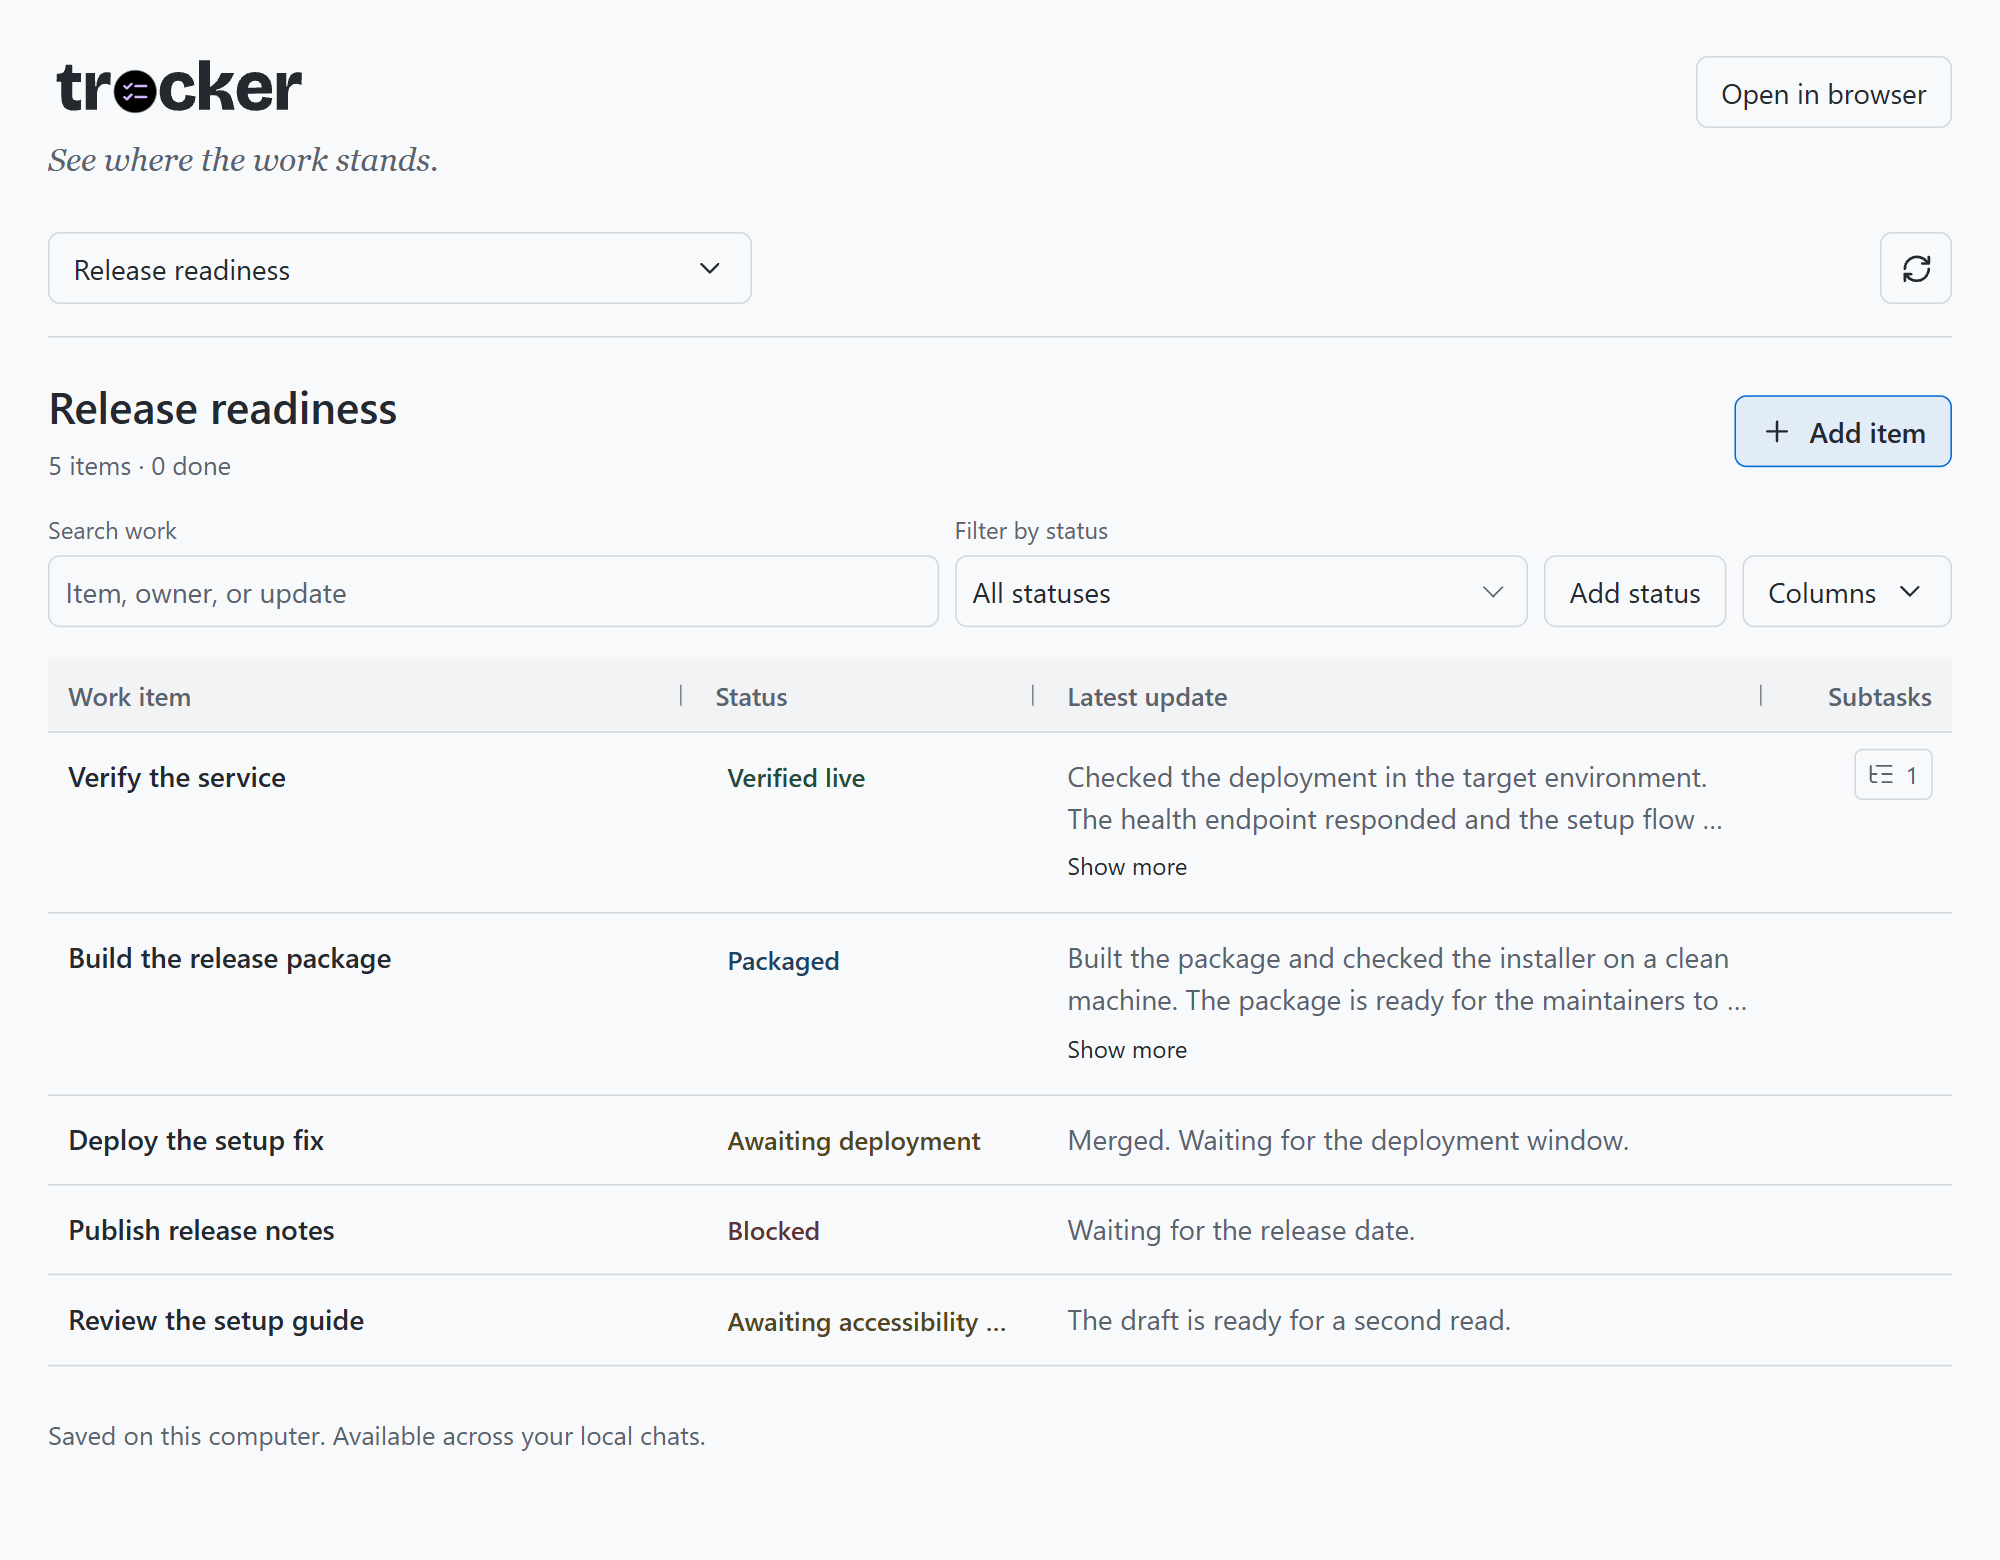 trocker
See where the work stands.
Open in browser
Release readiness
Release readiness
5 items · 0 done
Add item
Search work
Filter by status
Item, owner, or update
All statuses
Add status
Columns
Work item
Status
Latest update
Subtasks
Verify the service
Verified live
Checked the deployment in the target environment.
The health endpoint responded and the setup flow ...
Show more
1
Build the release package
Packaged
Built the package and checked the installer on a clean
machine. The package is ready for the maintainers to ...
Show more
Deploy the setup fix
Awaiting deployment
Merged. Waiting for the deployment window.
Publish release notes
Blocked
Waiting for the release date.
Review the setup guide
Awaiting accessibility ...
The draft is ready for a second read.
Saved on this computer. Available across your local chats.